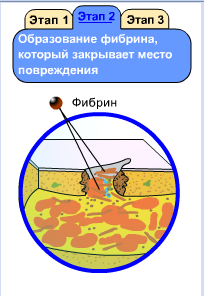 Этап 1 Этап 2 Этап 3
Образование фибрина,
который закрывает место
повреждения
Фибрин